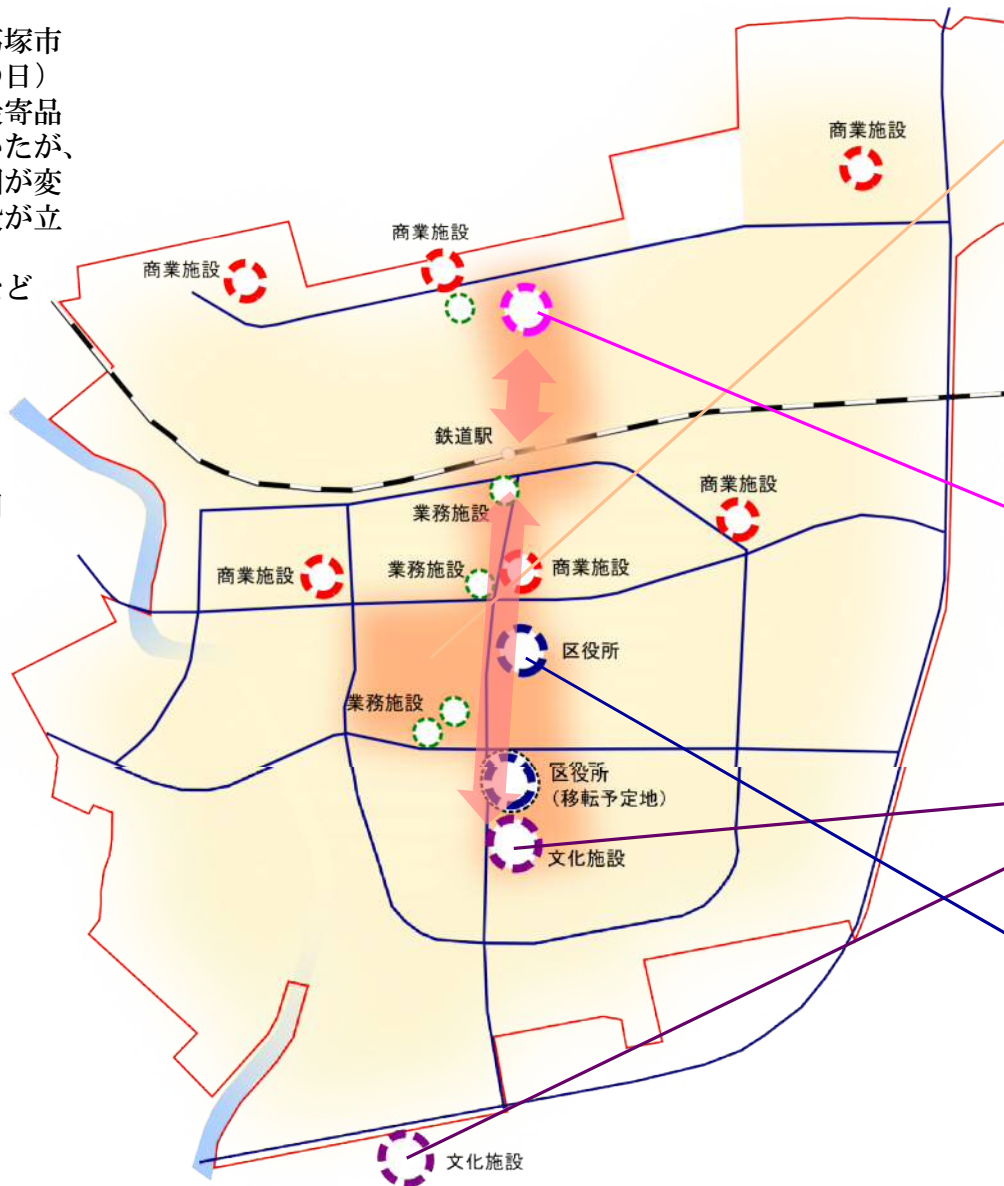 塚市
の日）
寄品
いたが、
が変
が立
ど
商業施設
商業施設
商業施設
鉄道駅
業務施設
商業施設
商業施設
業務施設
商業施設
区役所
業務施設
区役所
（移転予定地）
文化施設
文化施設